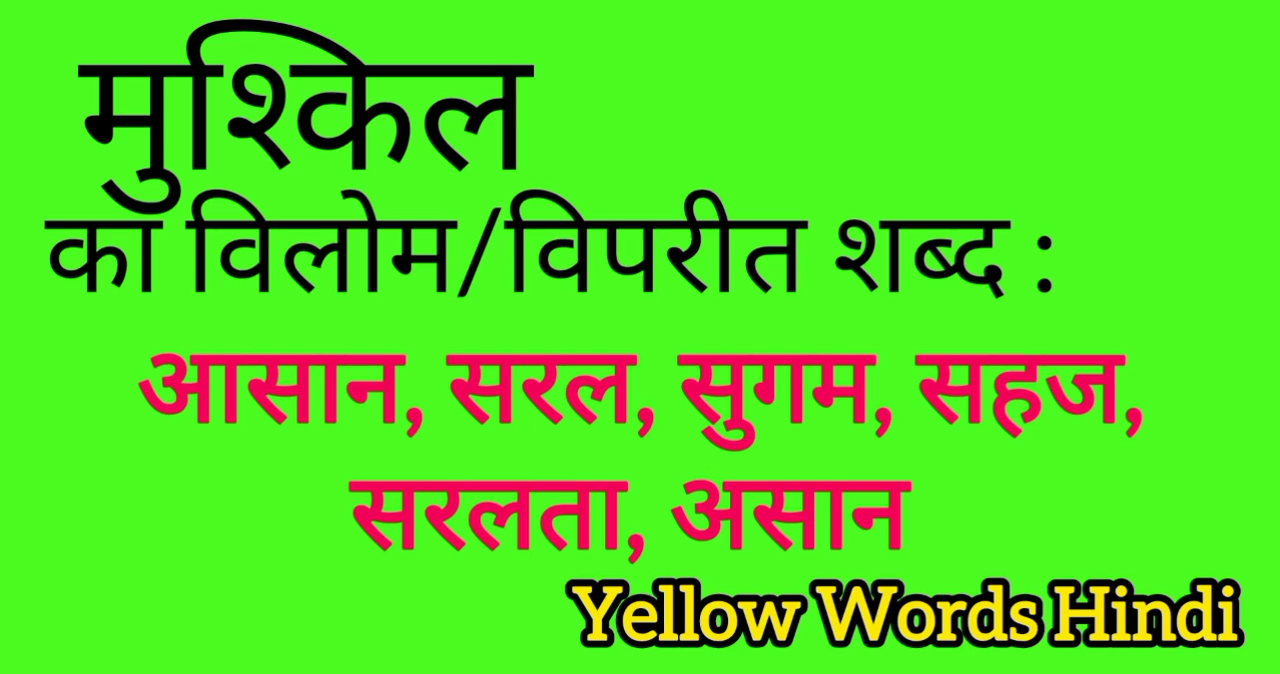 मुश्किल
का विलोम/विपरीत शब्द :
आसान, सरल, सुगम, सहज,
सरलता, असान
Yellow Words Hindi